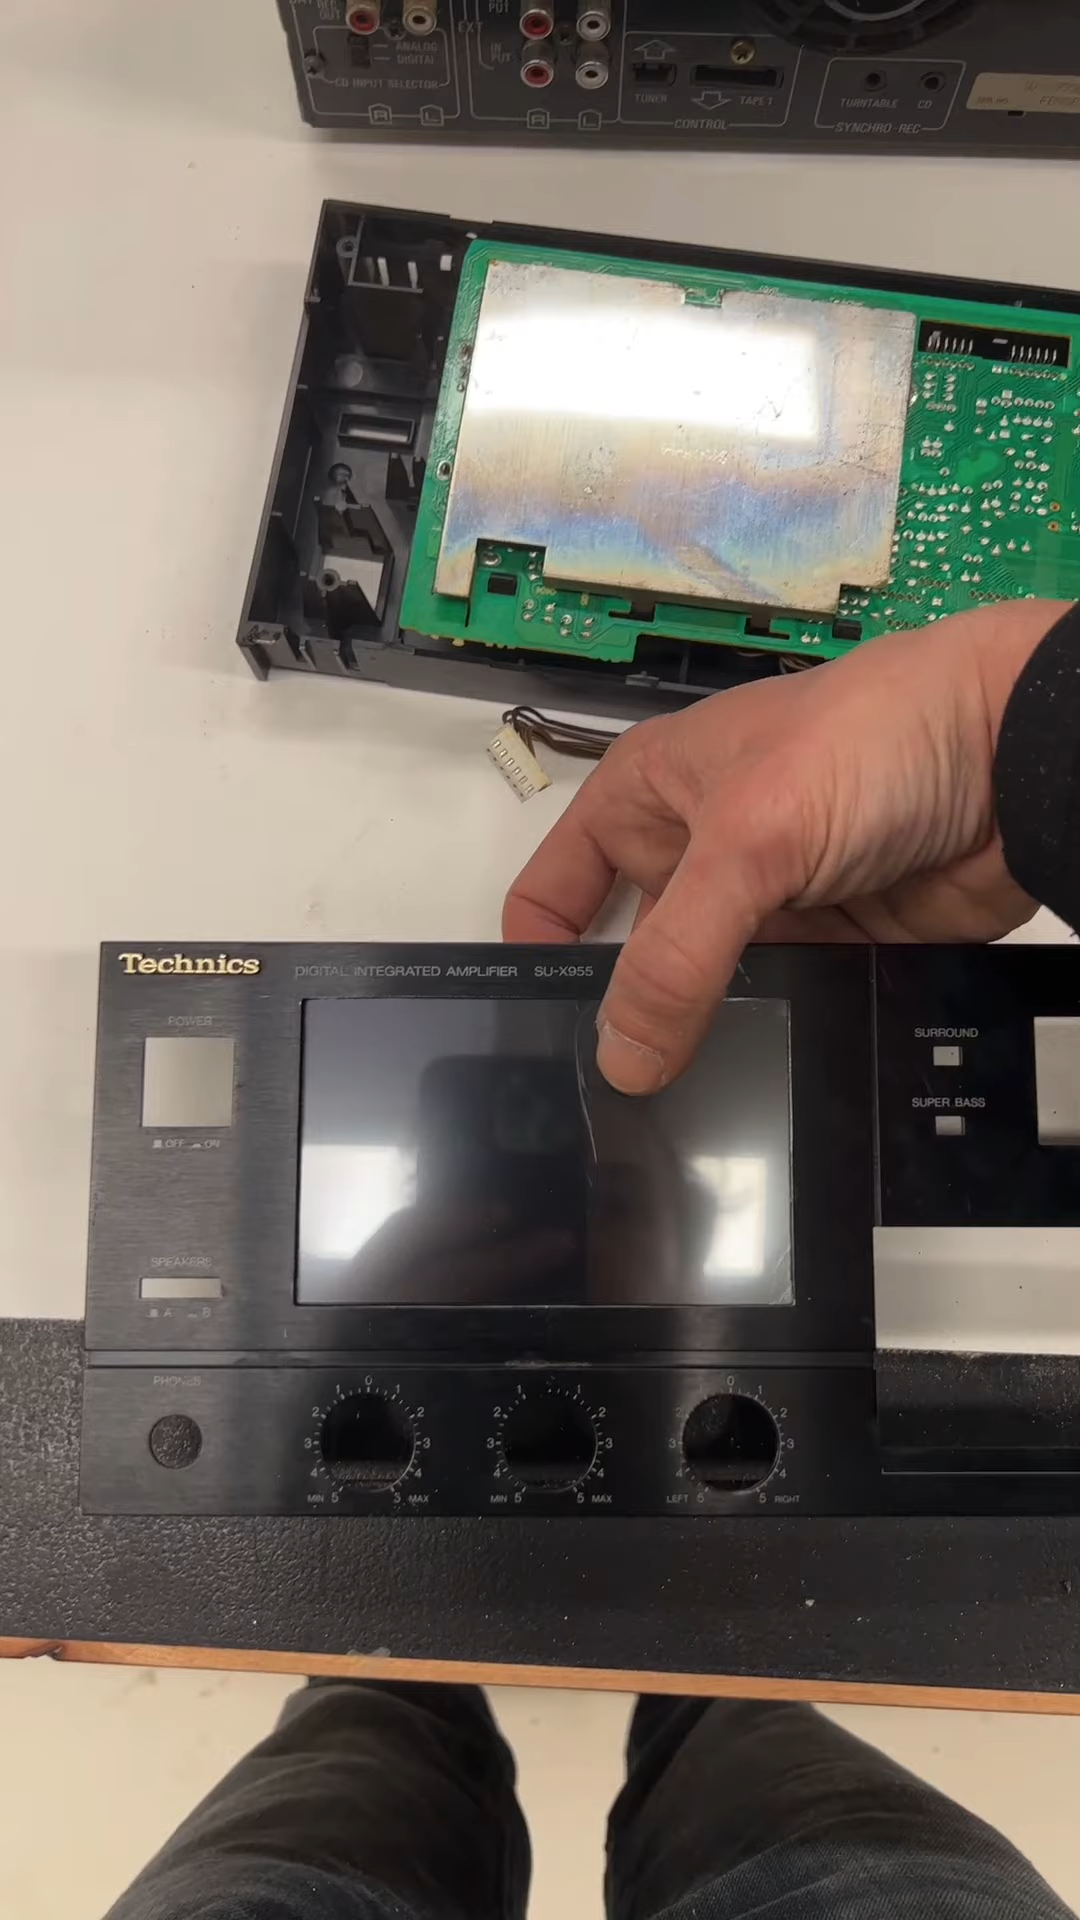 REC
OUT
EXT
PUT
IN
PUT
ANALOG
DIGITAL
CD INPUT SELECTOR
R L
R L
TUNER
TAPE 1
CONTROL
TURNTABLE CD
SYNCHRO-REC
Technics
DIGITAL INTEGRATED AMPLIFIER SU-X955
POWER
OFF ON
SURROUND
SUPER BASS
SPEAKERS
A B
PHONES
0
1 1
2 2
3 3
4 4
MIN 5 5 MAX
1 1
2 2
3 3
4 4
MIN 5 5 MAX
0
1
2 2
3 3
4 4
LEFT 5 5 RIGHT